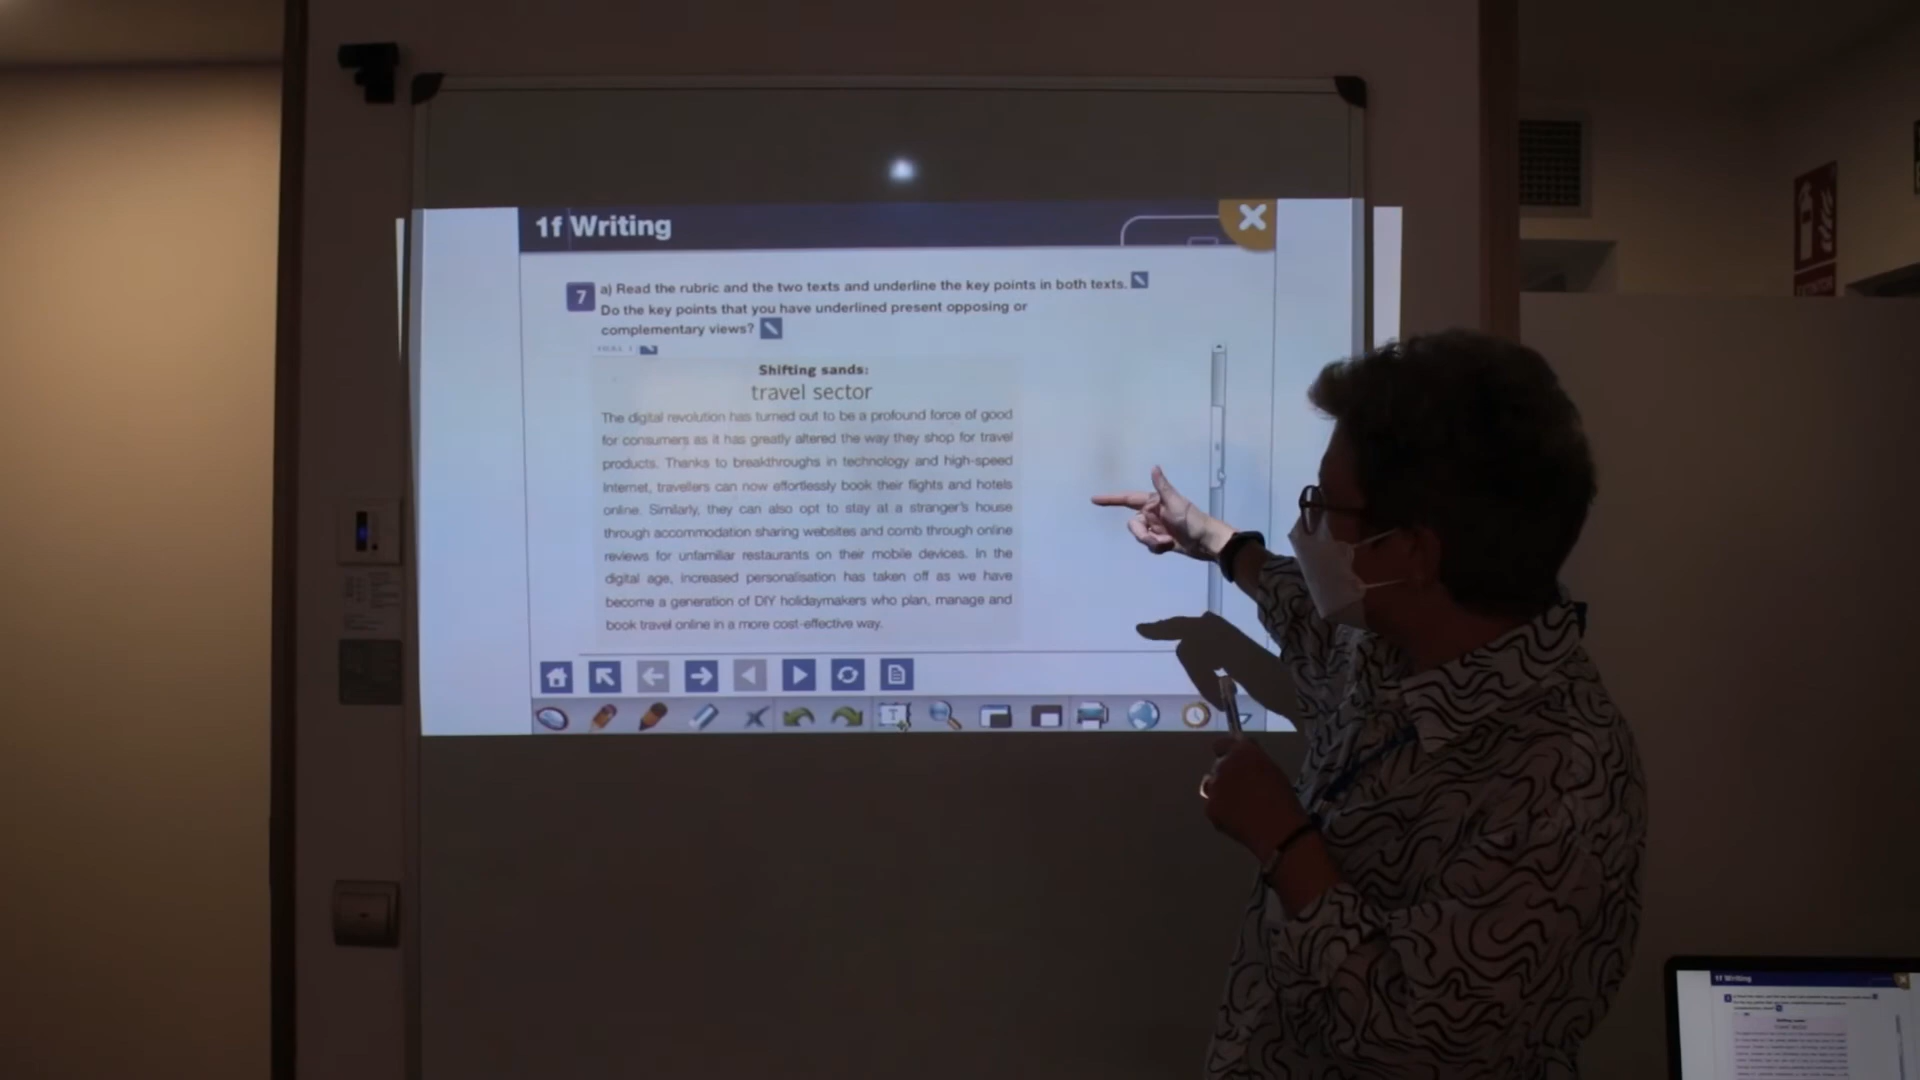 1f Writing
7
a) Read the rubric and the two texts and underline the key points in both texts.
Do the key points that you have underlined present opposing or
complementary views?
Shifting sands:
travel sector
The digital revolution has turned out to be a profound force of good
for consumers as it has greatly altered the way they shop for travel
products. Thanks to breakthroughs in technology and high-speed
Internet, travellers can now effortlessly book their flights and hotels
online. Similarly, they can also opt to stay at a stranger's house
through accommodation sharing websites and comb through online
reviews for unfamiliar restaurants on their mobile devices. In the
digital age, increased personalisation has taken off as we have
become a generation of DIY holidaymakers who plan, manage and
book travel online in a more cost-effective way.
T
1f Writing
Shifting sands:
travel sector